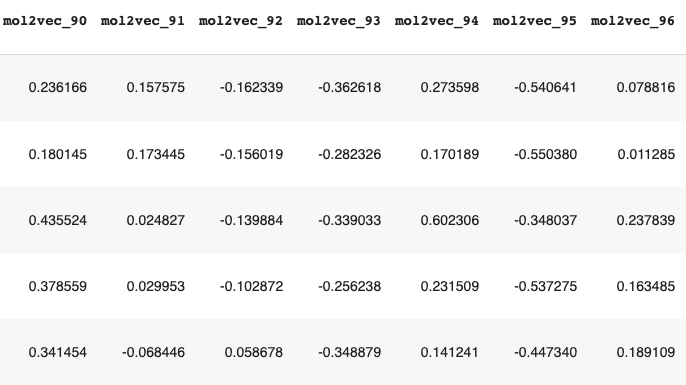 mol2vec_90 mol2vec_91 mol2vec_92 mol2vec_93 mol2vec_94 mol2vec_95 mol2vec_96
0.236166 0.157575 -0.162339 -0.362618 0.273598 -0.540641 0.078816
0.180145 0.173445 -0.156019 -0.282326 0.170189 -0.550380 0.011285
0.435524 0.024827 -0.139884 -0.339033 0.602306 -0.348037 0.237839
0.378559 0.029953 -0.102872 -0.256238 0.231509 -0.537275 0.163485
0.341454 -0.068446 0.058678 -0.348879 0.141241 -0.447340 0.189109